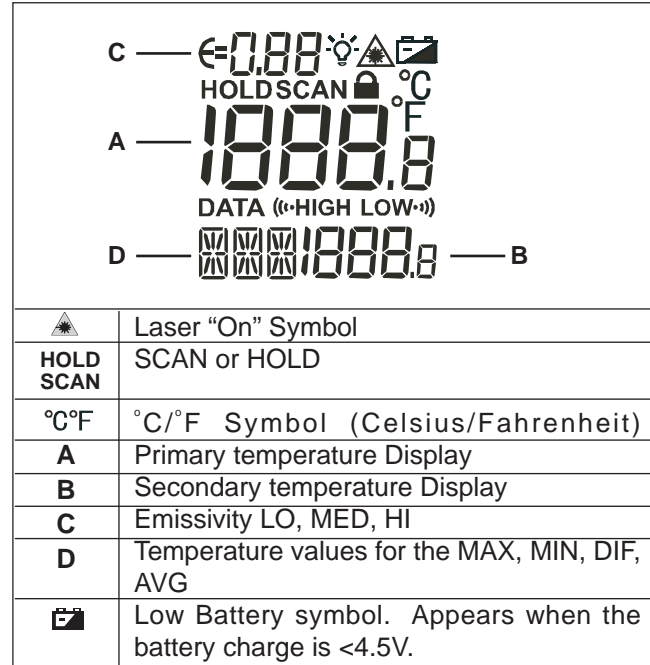 C €=0.88
HOLD SCAN °C
°F
A 1888.8
DATA HIGH LOW
D 1888.8 B
Laser “On” Symbol
HOLD SCAN or HOLD
SCAN
°C°F °C/°F Symbol (Celsius/Fahrenheit)
A Primary temperature Display
B Secondary temperature Display
C Emissivity LO, MED, HI
D Temperature values for the MAX, MIN, DIF,
AVG
Low Battery symbol. Appears when the
battery charge is <4.5V.